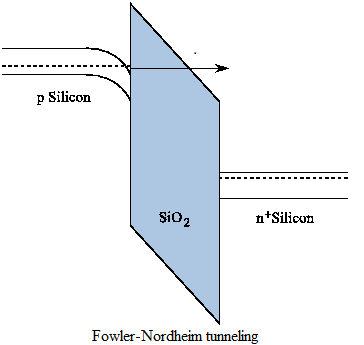 p Silicon
SiO₂
n⁺Silicon
Fowler-Nordheim tunneling